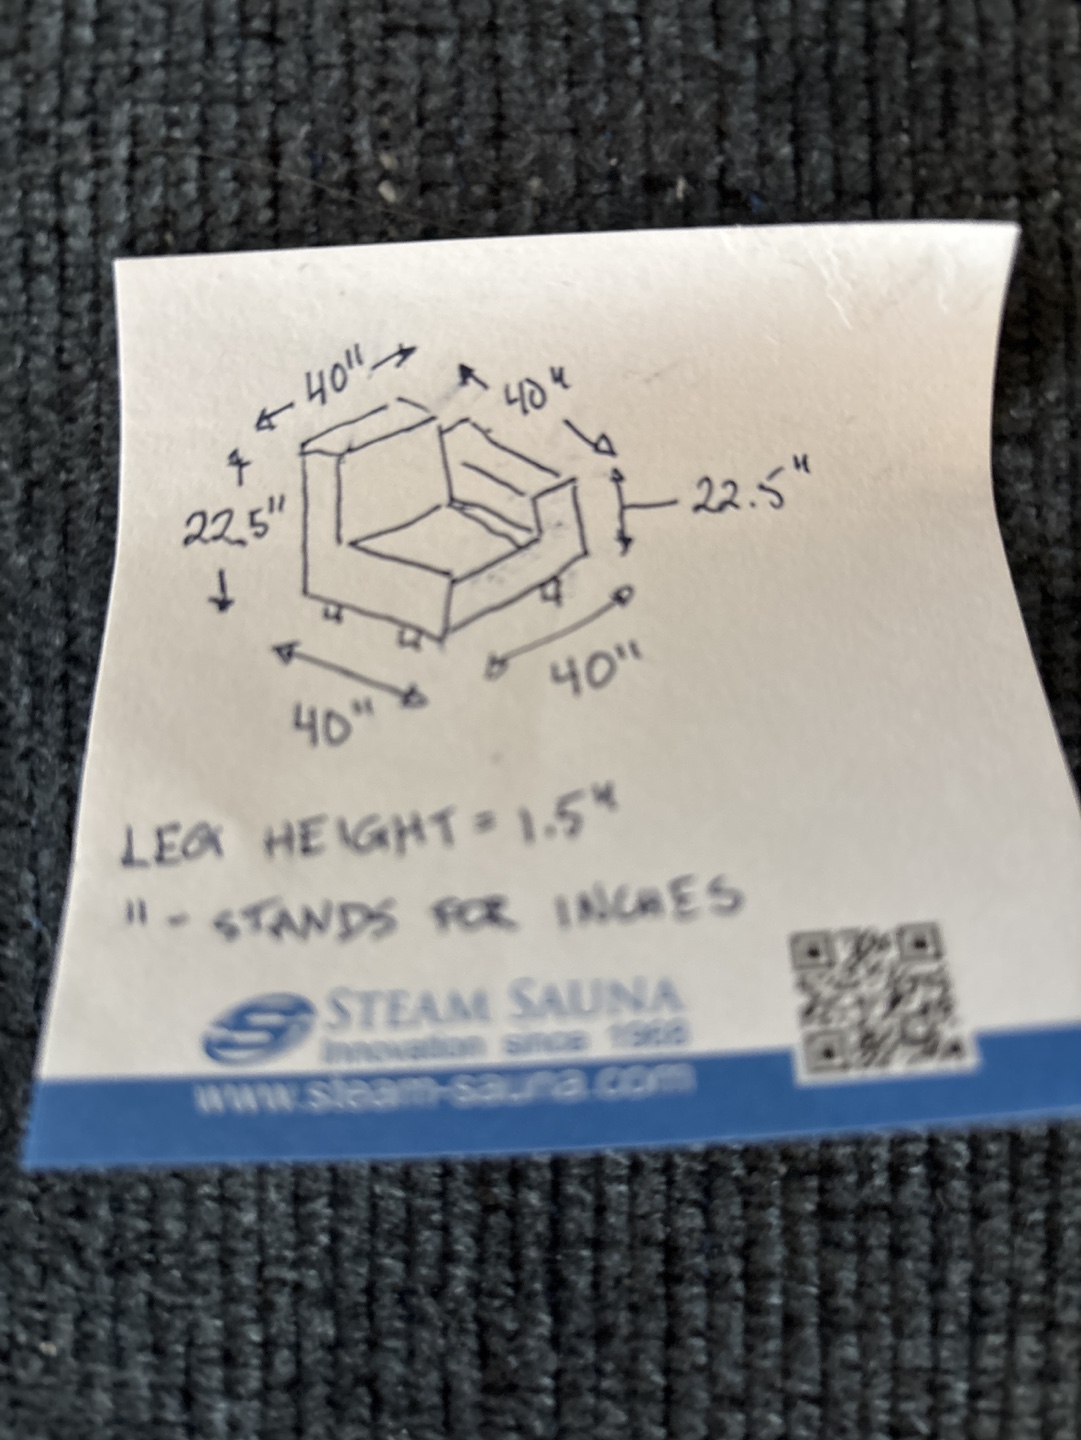 40"
40"
22.5"
22.5"
40"
40"
LEG HEIGHT = 1.5"
" - STANDS FOR INCHES
STEAM SAUNA
Innovation since 1968
www.steam-sauna.com